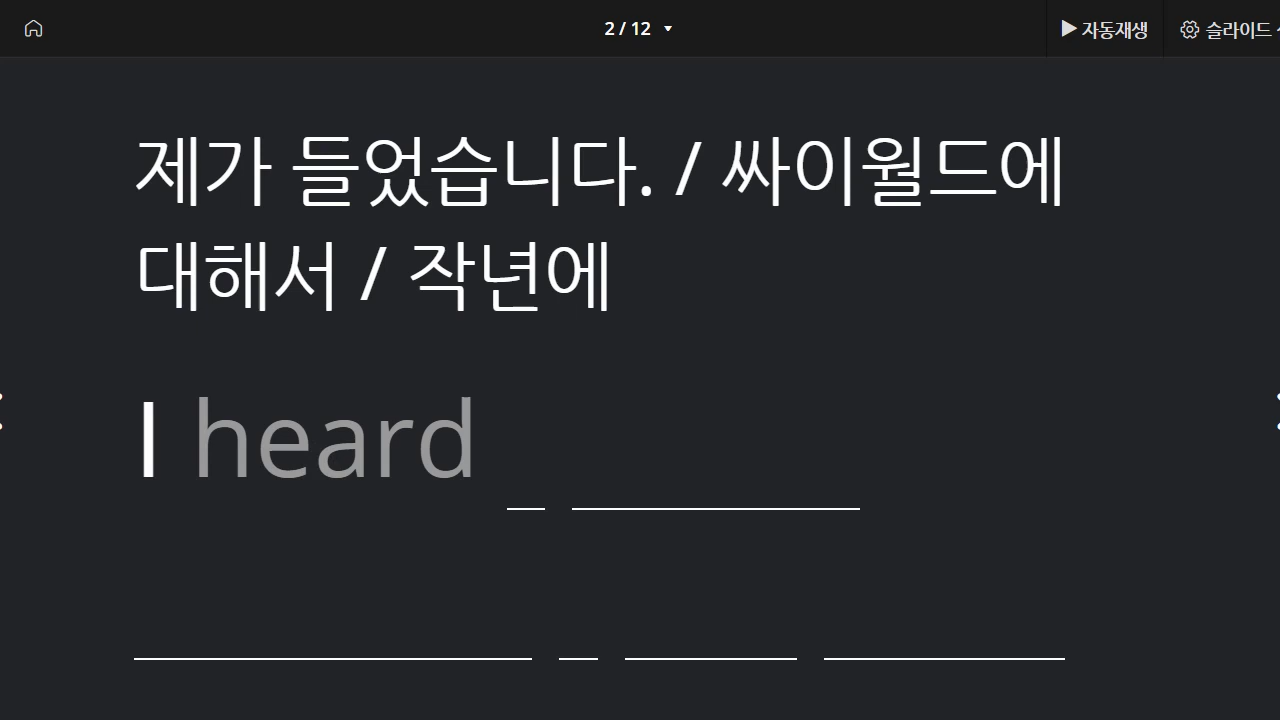 2 / 12
자동재생
슬라이드
제가 들었습니다. / 싸이월드에
대해서 / 작년에
I heard